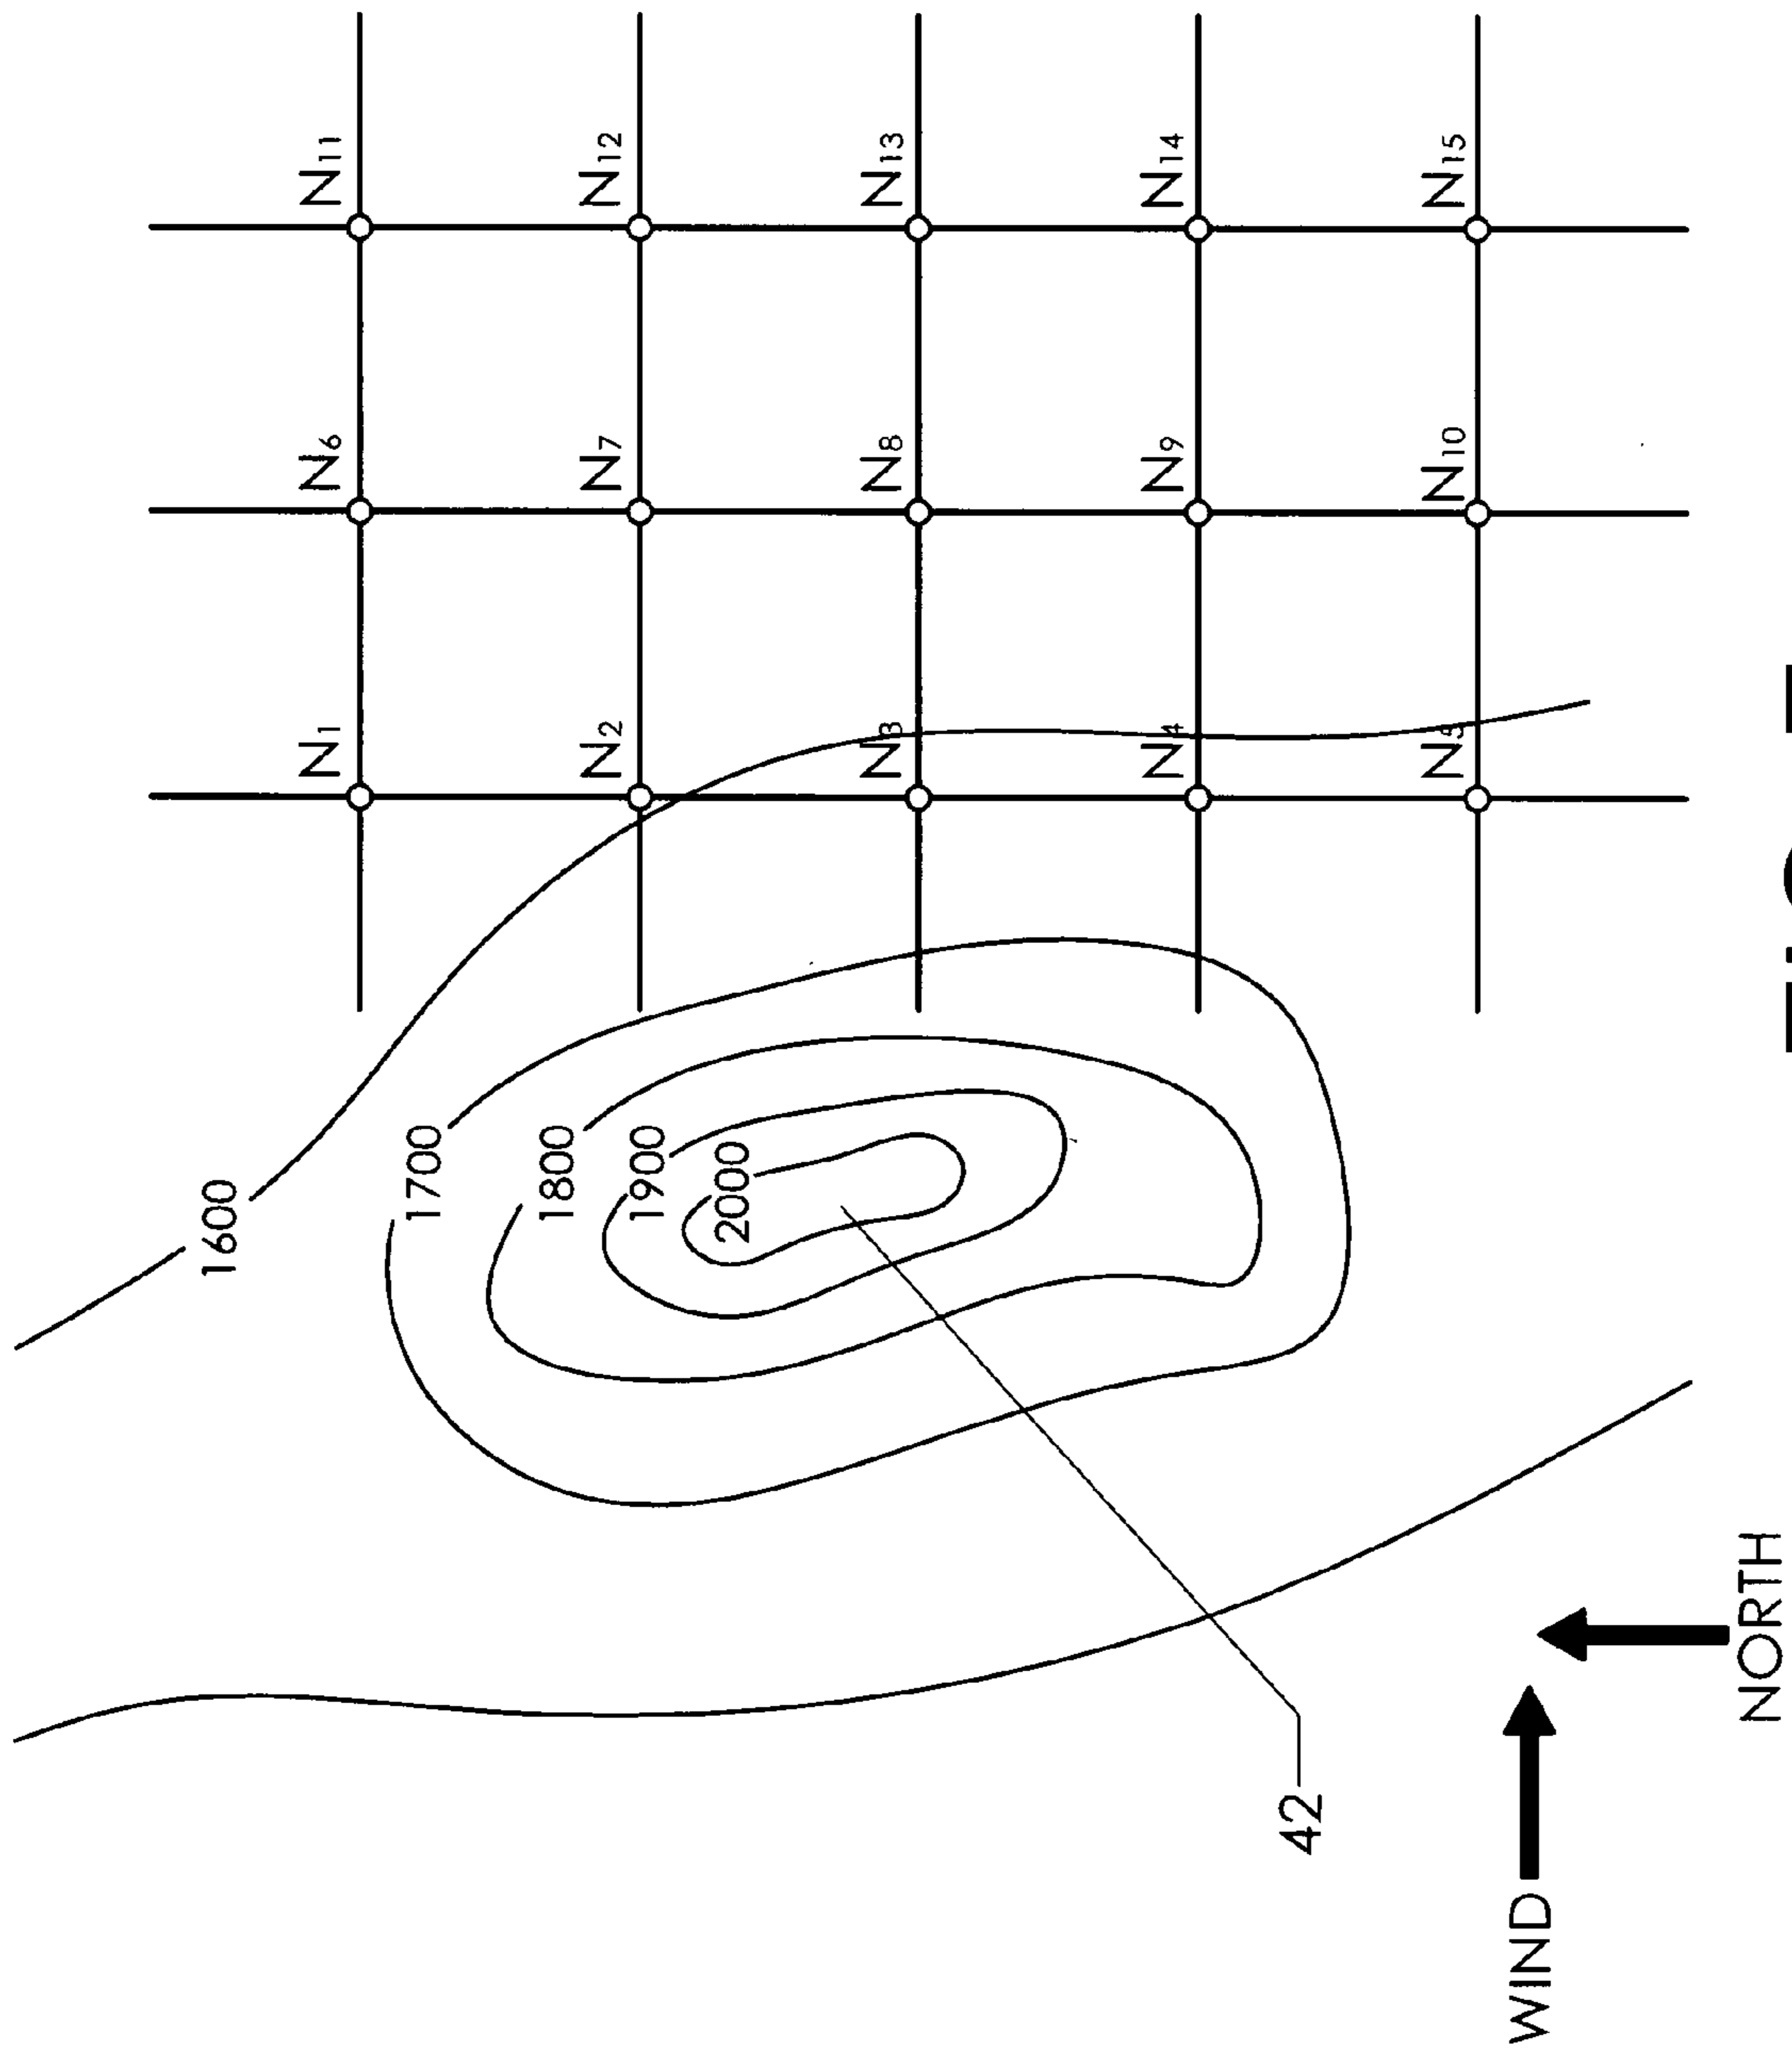 1600
N₁ N₆ N₁₁
1700
1800
N₂ N₇ N₁₂
1900
2000
N₃ N₈ N₁₃
N₄ N₉ N₁₄
42
N₅ N₁₀ N₁₅
WIND
NORTH